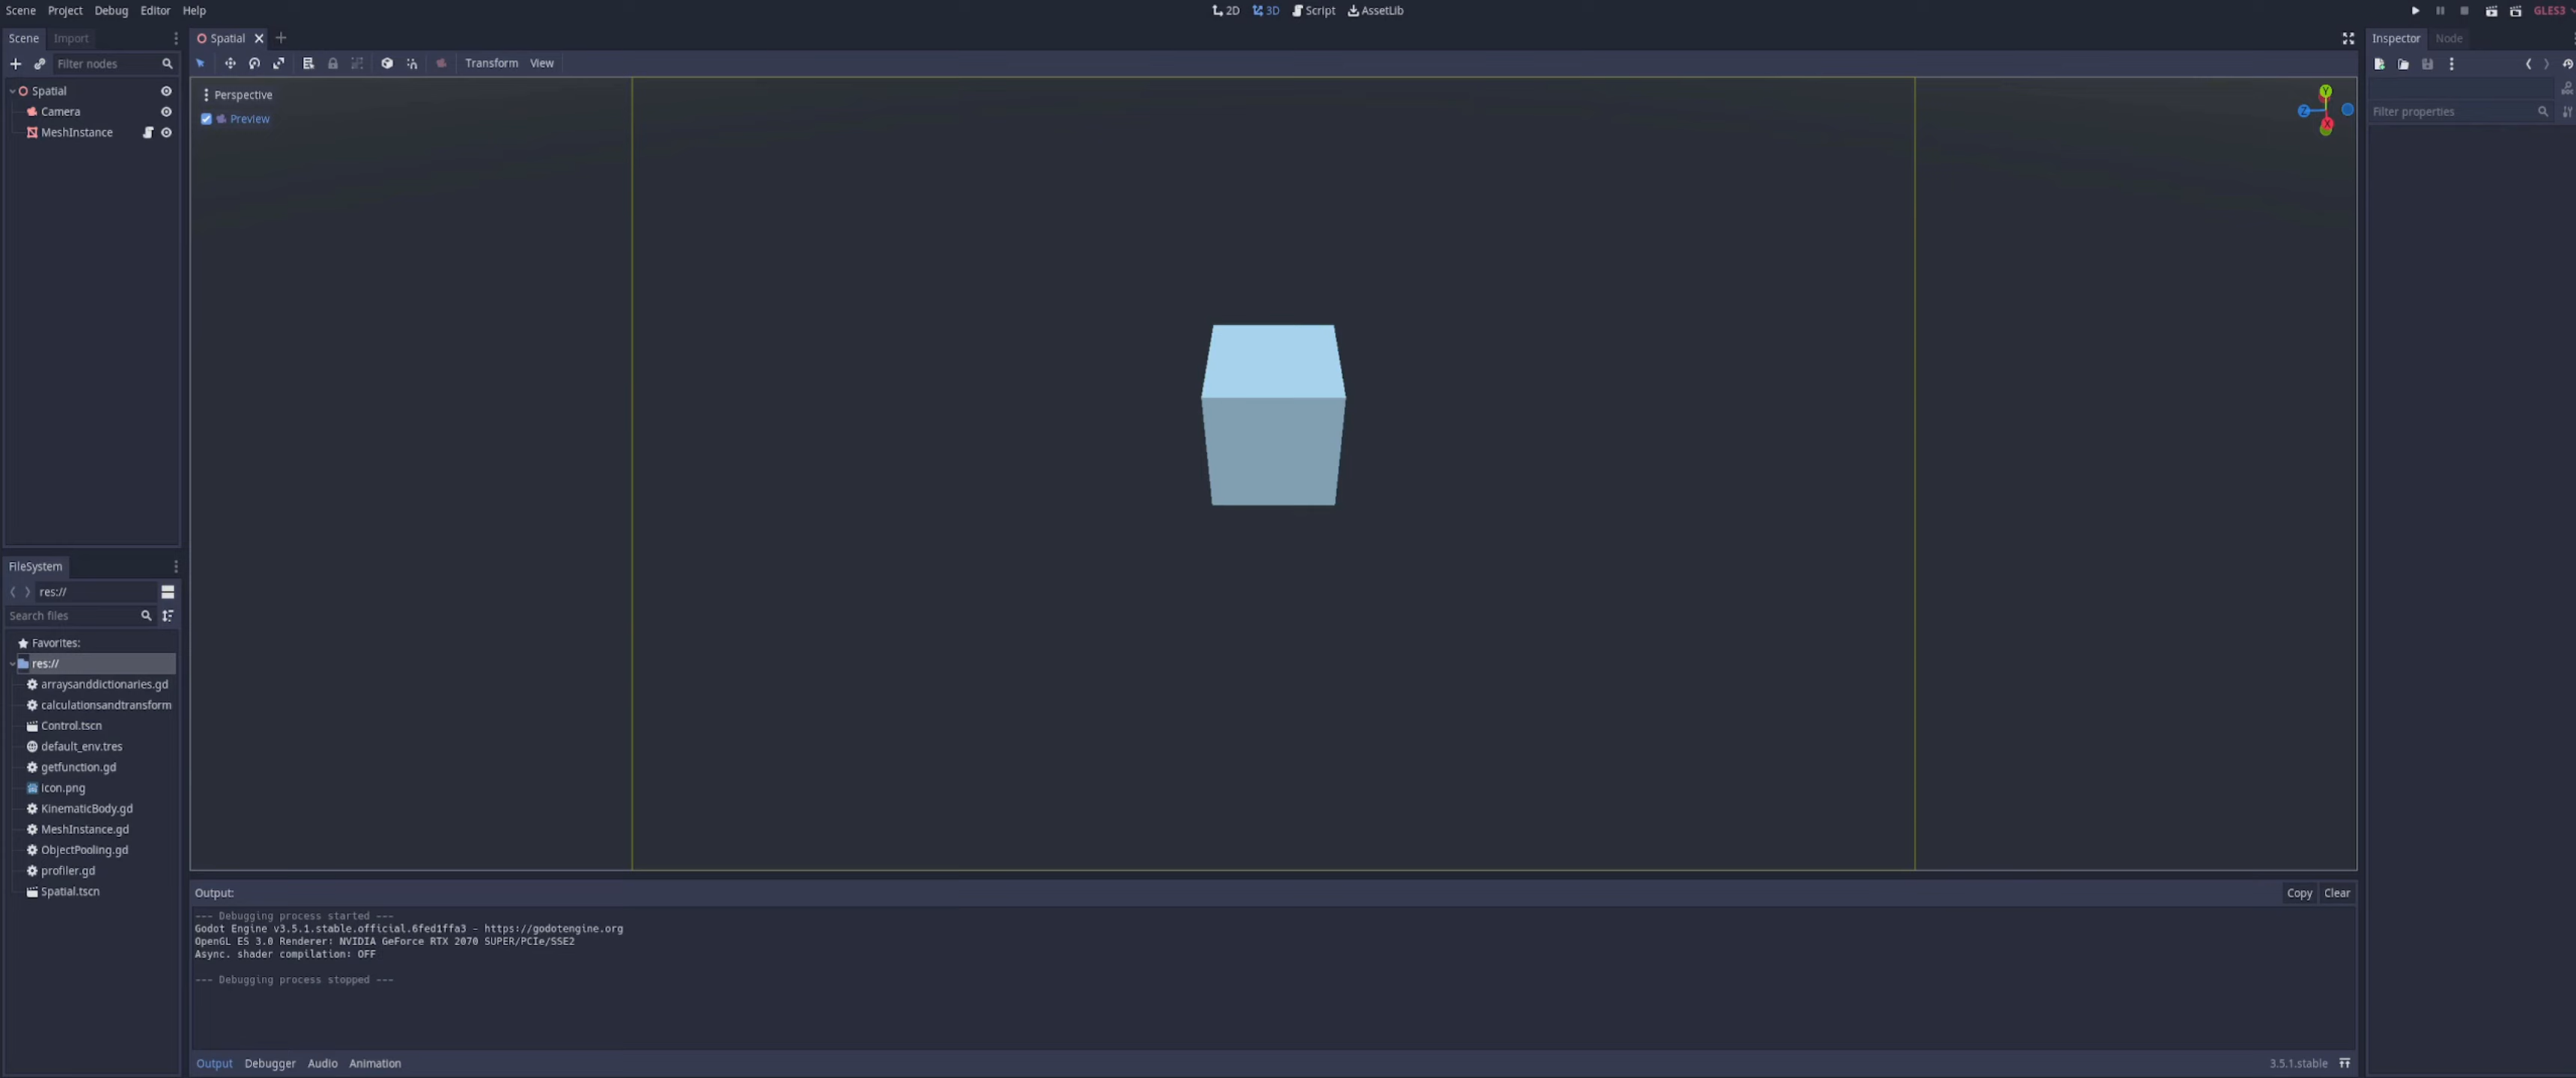 Scene Project Debug Editor Help
2D 3D Script AssetLib
GLES3
Scene Import
Spatial
Inspector Node
Filter nodes
Transform View
Spatial
Camera
MeshInstance
Perspective
Preview
Y
Z
X
Filter properties
FileSystem
res://
Search files
Favorites:
res://
arraysanddictionaries.gd
calculationsandtransform
Control.tscn
default_env.tres
getfunction.gd
icon.png
KinematicBody.gd
MeshInstance.gd
ObjectPooling.gd
profiler.gd
Spatial.tscn
Output:
Copy Clear
--- Debugging process started ---
Godot Engine v3.5.1.stable.official.6fed1ffa3 - https://godotengine.org
OpenGL ES 3.0 Renderer: NVIDIA GeForce RTX 2070 SUPER/PCIe/SSE2
Async. shader compilation: OFF
--- Debugging process stopped ---
Output Debugger Audio Animation
3.5.1.stable